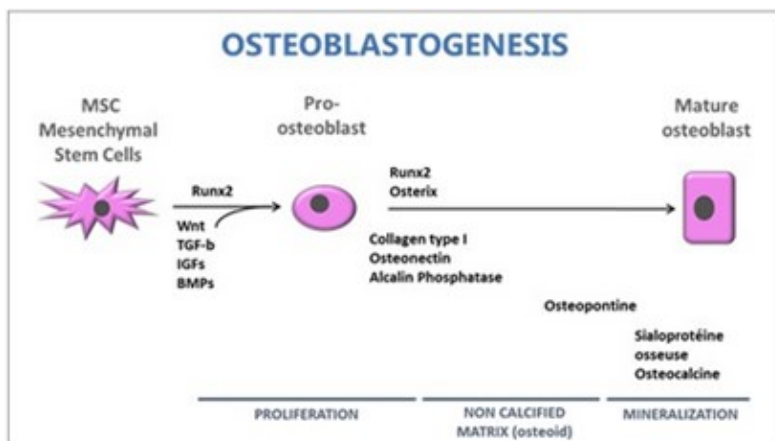 OSTEOBLASTOGENESIS
MSC
Mesenchymal
Stem Cells
Pro-
osteoblast
Mature
osteoblast
Runx2
Wnt
TGF-b
IGFs
BMPs
Runx2
Osterix
Collagen type I
Osteonectin
Alcalin Phosphatase
Osteopontine
Sialoprotéine
osseuse
Osteocalcine
PROLIFERATION
NON CALCIFIED
MATRIX (osteoid)
MINERALIZATION